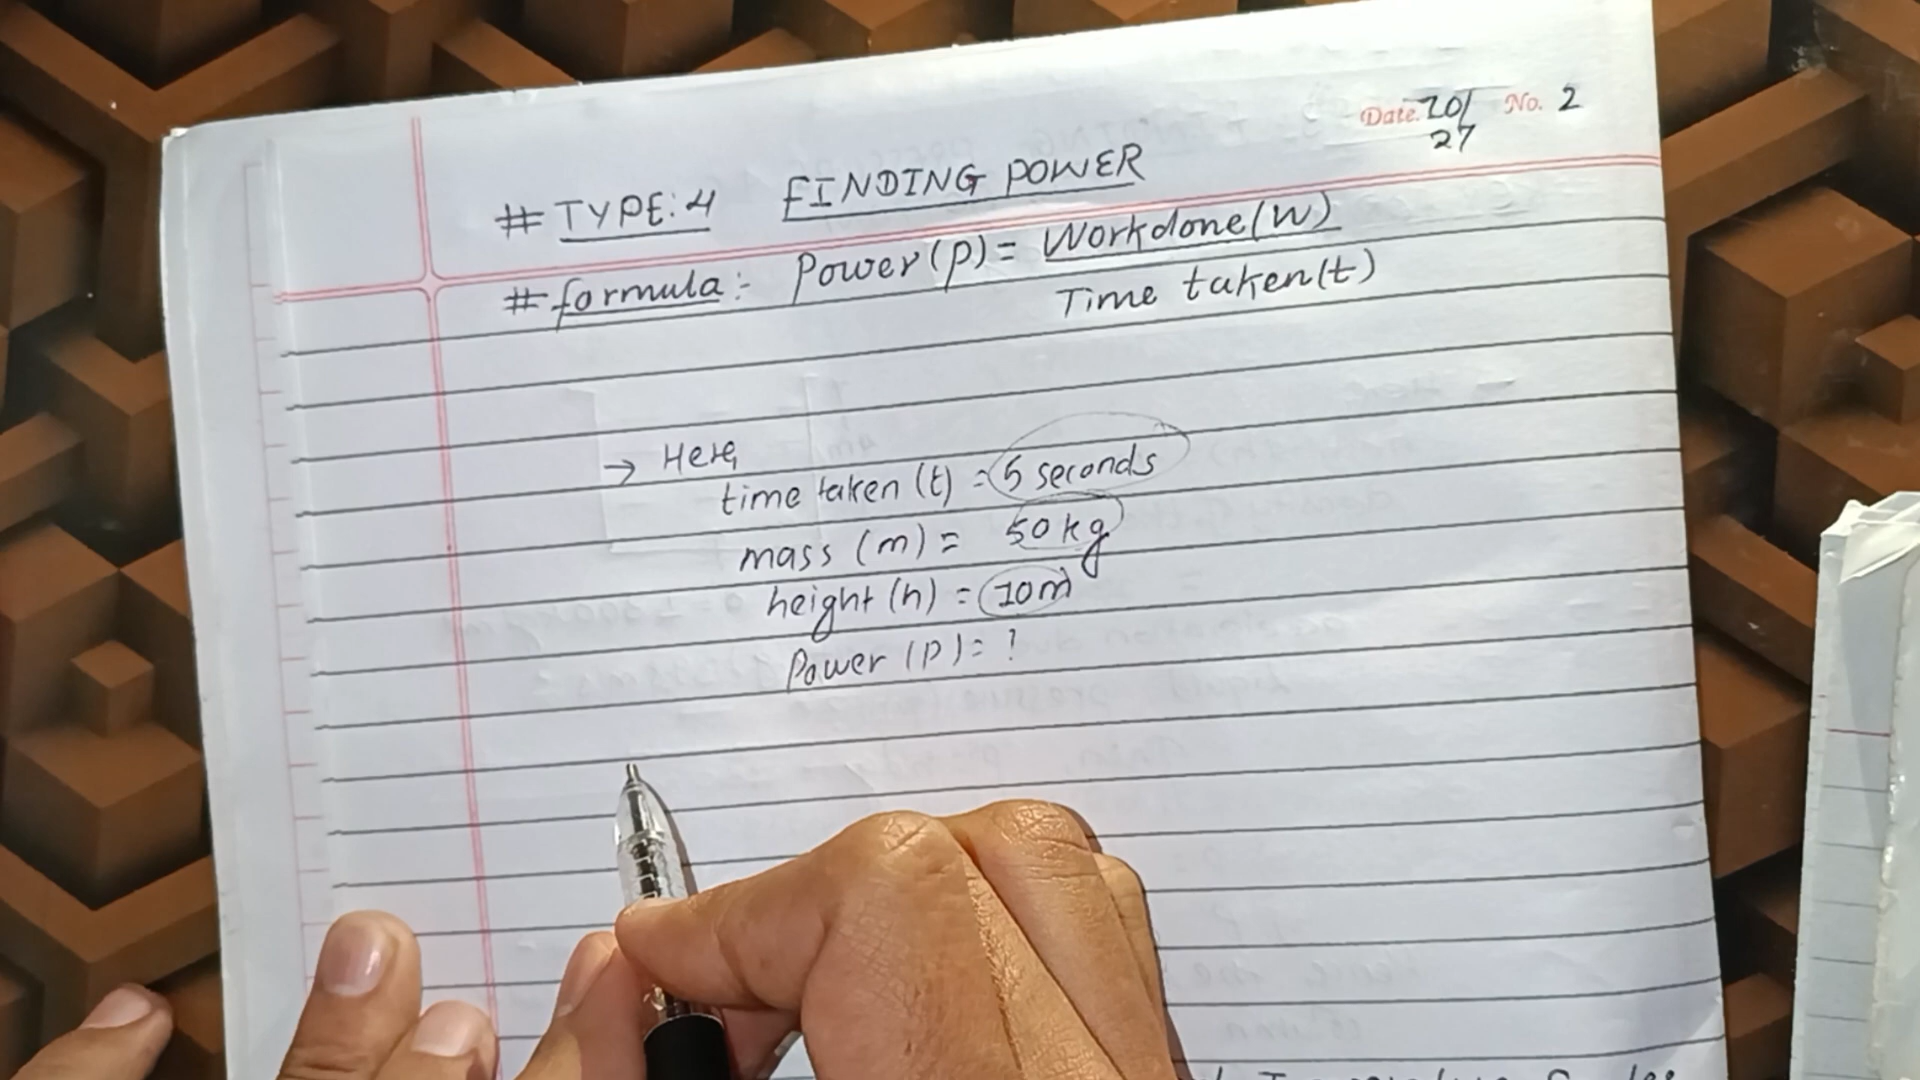 Date. 20/27 No. 2
# TYPE: 4 FINDING POWER
# formula:- Power (p) = Workdone (W)
Time taken (t)
→ Here,
time taken (t) = 5 seconds
mass (m) = 50 kg
height (h) = 10m
Power (p) = ?